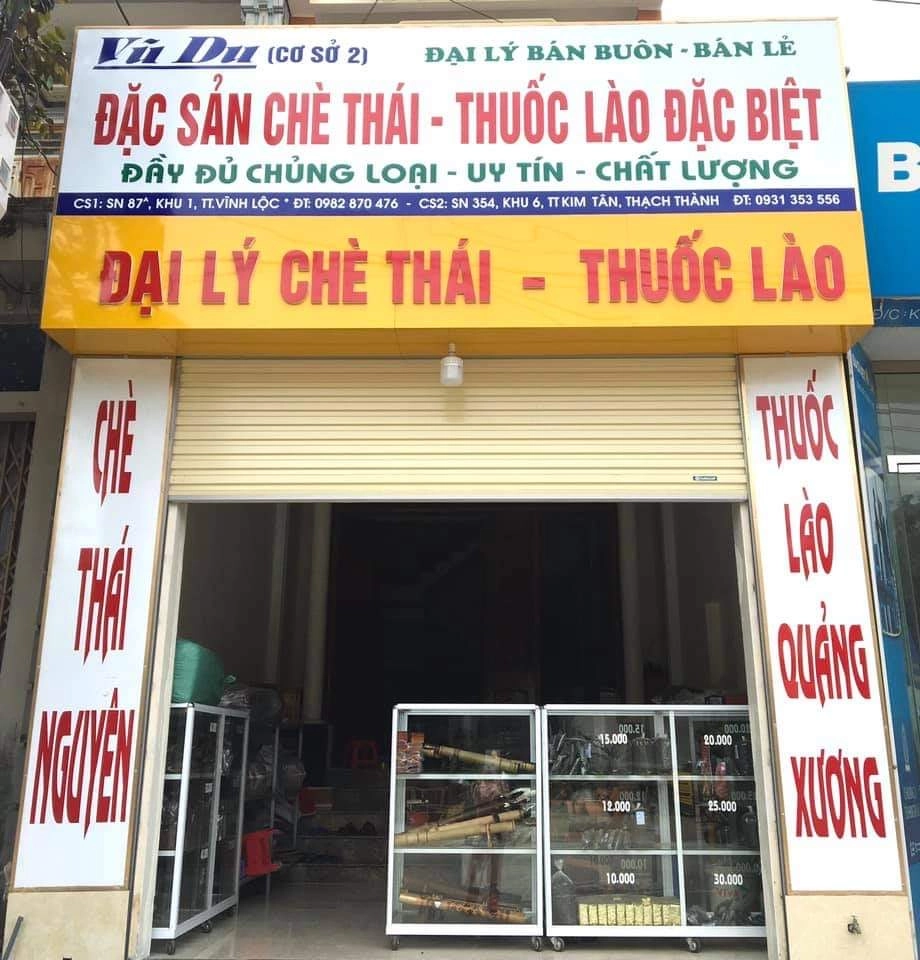 Vũ Du (CƠ SỞ 2)
ĐẠI LÝ BÁN BUÔN - BÁN LẺ
ĐẶC SẢN CHÈ THÁI - THUỐC LÀO ĐẶC BIỆT
ĐẦY ĐỦ CHỦNG LOẠI - UY TÍN - CHẤT LƯỢNG
CS1: SN 87A, KHU 1, TT.VĨNH LỘC * ĐT: 0982 870 476 - CS2: SN 354, KHU 6, TT KIM TÂN, THẠCH THÀNH ĐT: 0931 353 556
ĐẠI LÝ CHÈ THÁI - THUỐC LÀO
B
Đ/C: K
CHÈ
THÁI
NGUYÊN
THUỐC
LÀO
QUẢNG
XƯƠNG
15.000
20.000
12.000
25.000
10.000
30.000